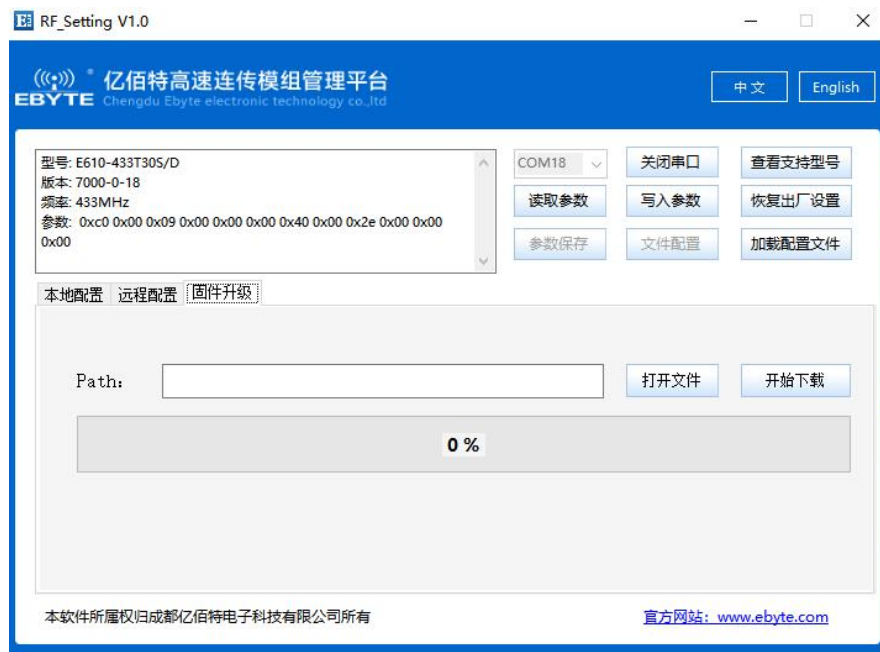 RF_Setting V1.0
EBYTE
亿佰特高速连传模组管理平台
Chengdu Ebyte electronic technology co.,ltd
中文
English
型号: E610-433T30S/D
版本: 7000-0-18
频率: 433MHz
参数: 0xc0 0x00 0x09 0x00 0x00 0x00 0x40 0x00 0x2e 0x00 0x00
0x00
COM18
关闭串口
查看支持型号
读取参数
写入参数
恢复出厂设置
参数保存
文件配置
加载配置文件
本地配置
远程配置
固件升级
Path:
打开文件
开始下载
0 %
本软件所属权归成都亿佰特电子科技有限公司所有
官方网站：www.ebyte.com